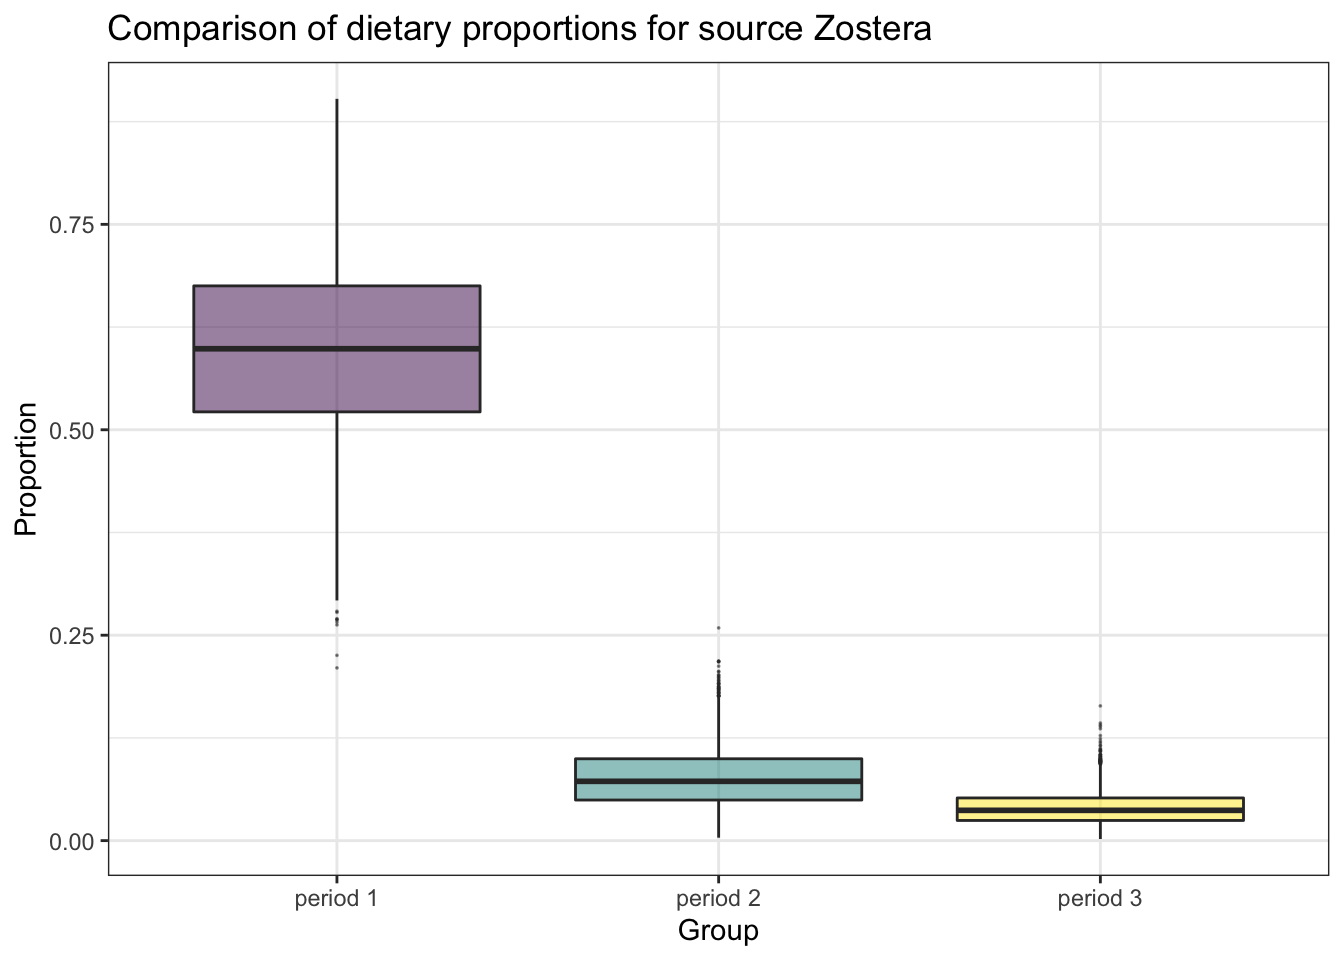 Comparison of dietary proportions for source Zostera
Proportion
0.75
0.50
0.25
0.00
period 1
period 2
period 3
Group